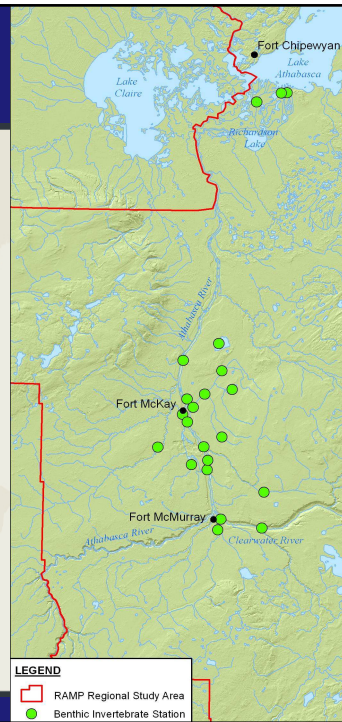 Fort Chipewyan
Lake
Athabasca
Lake
Claire
Richardson
Lake
Athabasca River
Fort McKay
Fort McMurray
Athabasca River
Clearwater River
LEGEND
RAMP Regional Study Area
Benthic Invertebrate Station